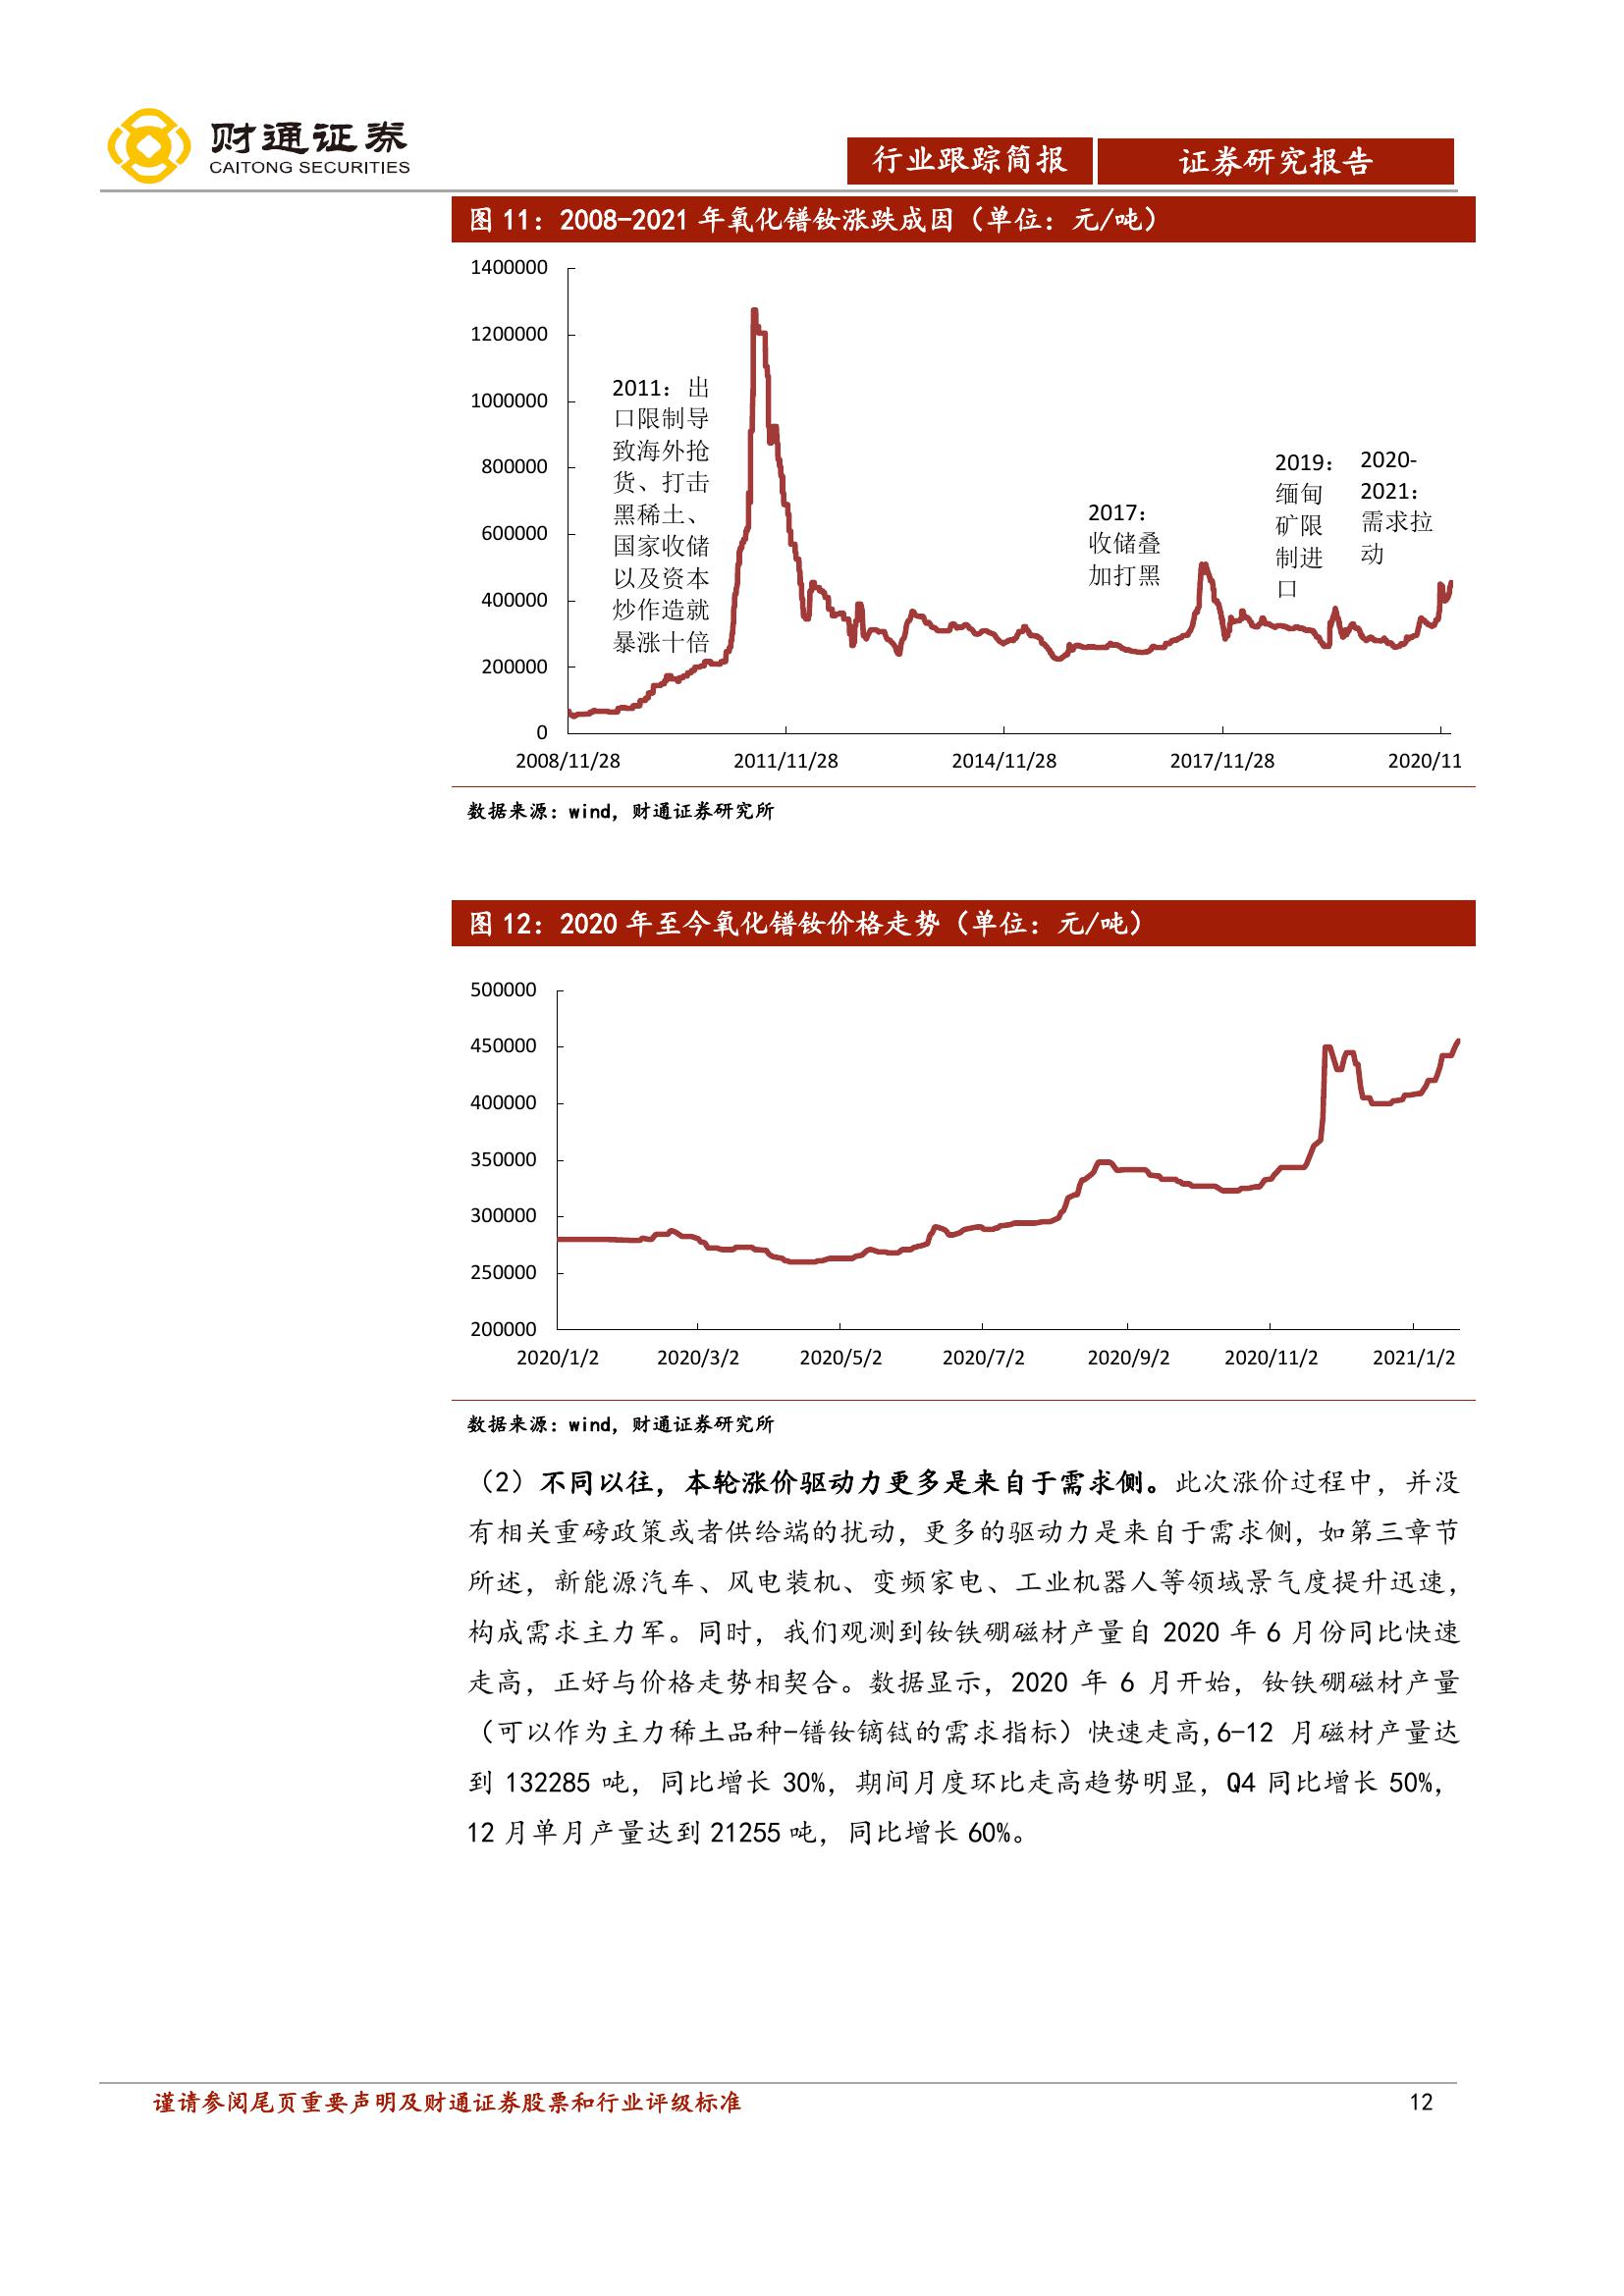 财通证券
CAITONG SECURITIES
行业跟踪简报
证券研究报告
图 11：2008-2021 年氧化镨钕涨跌成因（单位：元/吨）
1400000
1200000
1000000
800000
600000
400000
200000
0
2011：出
口限制导
致海外抢
货、打击
黑稀土、
国家收储
以及资本
炒作造就
暴涨十倍
2017：
收储叠
加打黑
2019：
缅甸
矿限
制进
口
2020-
2021：
需求拉
动
2008/11/28
2011/11/28
2014/11/28
2017/11/28
2020/11
数据来源：wind，财通证券研究所
图 12：2020 年至今氧化镨钕价格走势（单位：元/吨）
500000
450000
400000
350000
300000
250000
200000
2020/1/2
2020/3/2
2020/5/2
2020/7/2
2020/9/2
2020/11/2
2021/1/2
数据来源：wind，财通证券研究所
（2）不同以往，本轮涨价驱动力更多是来自于需求侧。此次涨价过程中，并没
有相关重磅政策或者供给端的扰动，更多的驱动力是来自于需求侧，如第三章节
所述，新能源汽车、风电装机、变频家电、工业机器人等领域景气度提升迅速，
构成需求主力军。同时，我们观测到钕铁硼磁材产量自 2020 年 6 月份同比快速
走高，正好与价格走势相契合。数据显示，2020 年 6 月开始，钕铁硼磁材产量
（可以作为主力稀土品种-镨钕镝铽的需求指标）快速走高,6-12 月磁材产量达
到 132285 吨，同比增长 30%，期间月度环比走高趋势明显，Q4 同比增长 50%，
12 月单月产量达到 21255 吨，同比增长 60%。
谨请参阅尾页重要声明及财通证券股票和行业评级标准
12